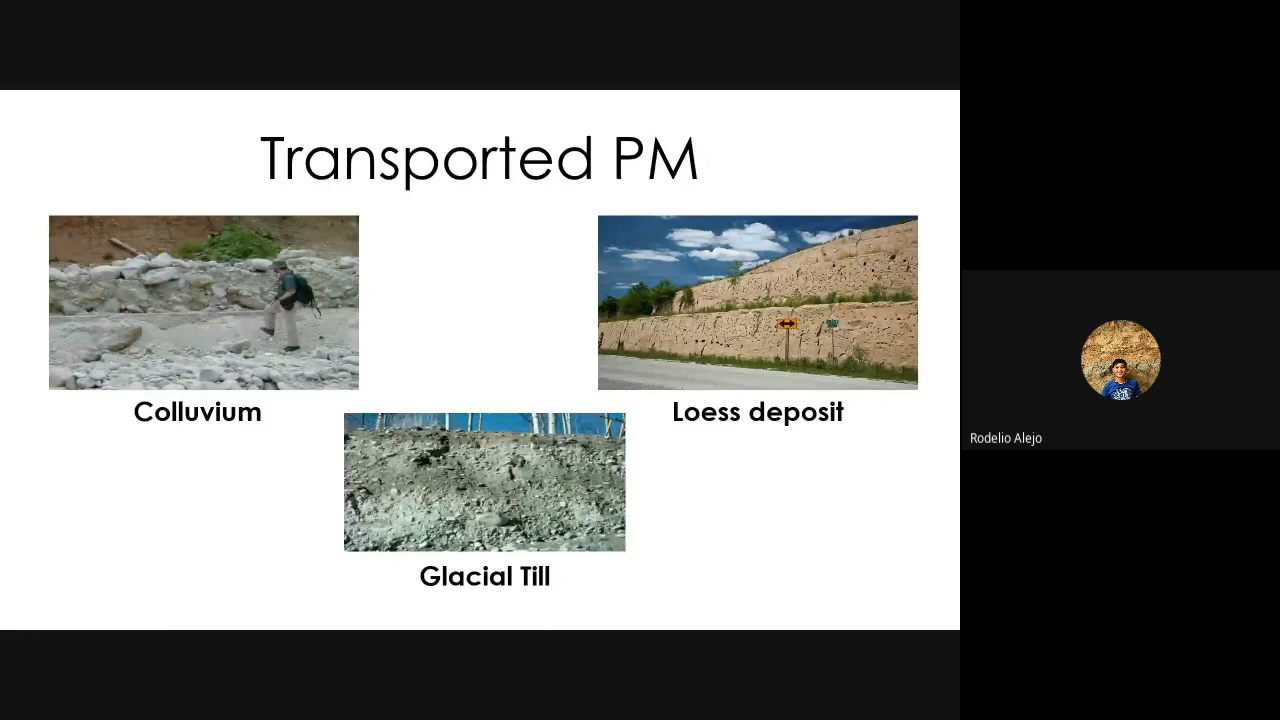 Transported PM
Colluvium
Loess deposit
Glacial Till
Rodelio Alejo